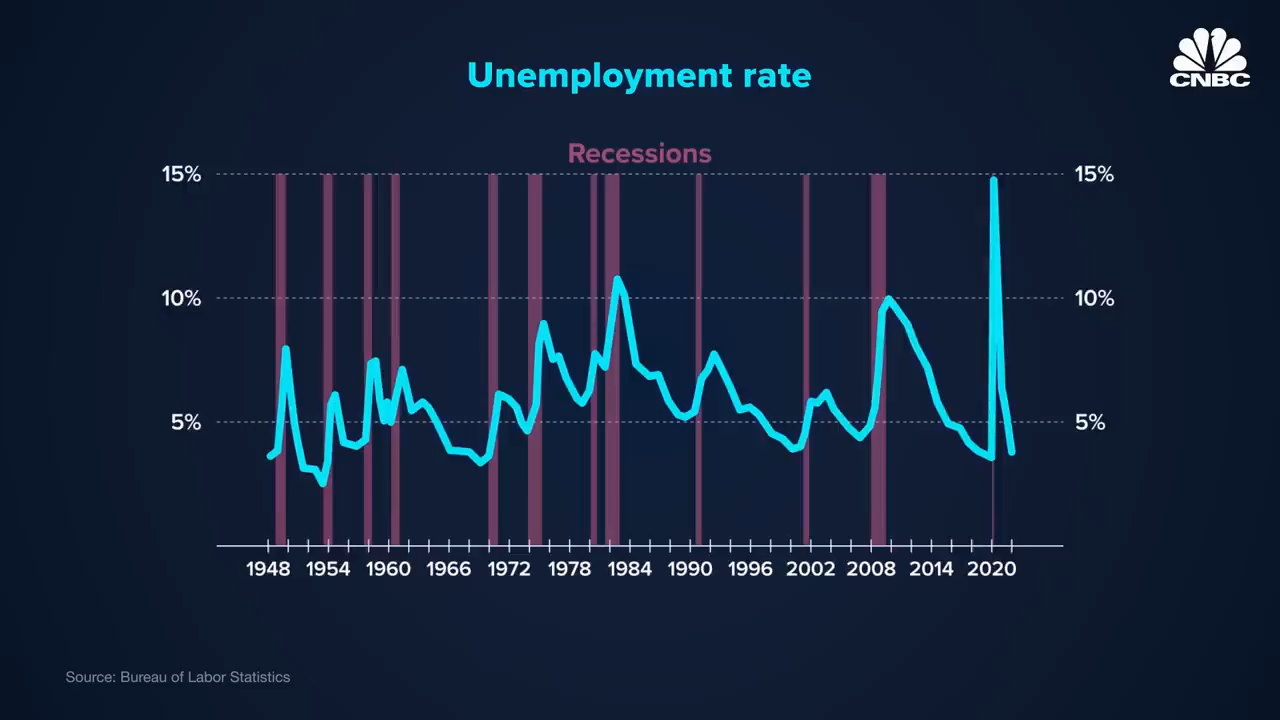 CNBC
Unemployment rate
Recessions
15% 15%
10% 10%
5% 5%
1948 1954 1960 1966 1972 1978 1984 1990 1996 2002 2008 2014 2020
Source: Bureau of Labor Statistics